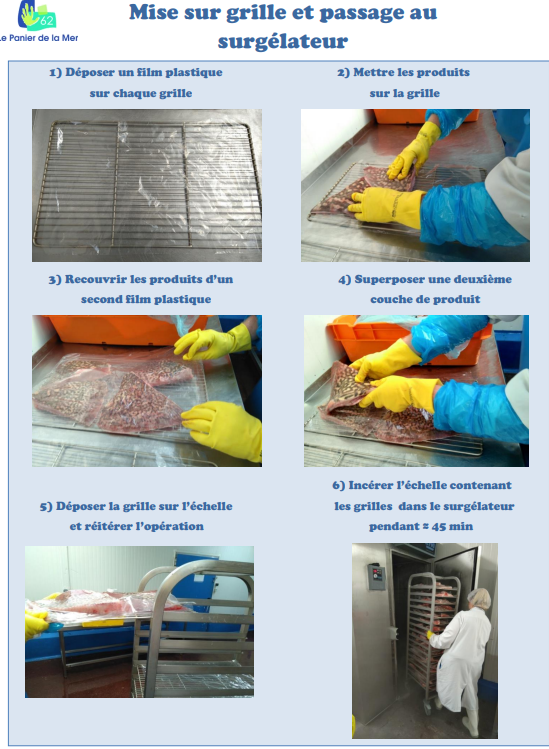 62
Le Panier de la Mer
Mise sur grille et passage au
surgélateur
1) Déposer un film plastique
sur chaque grille
2) Mettre les produits
sur la grille
3) Recouvrir les produits d'un
second film plastique
4) Superposer une deuxième
couche de produit
5) Déposer la grille sur l'échelle
et réitérer l'opération
6) Incérer l'échelle contenant
les grilles dans le surgélateur
pendant ≈ 45 min